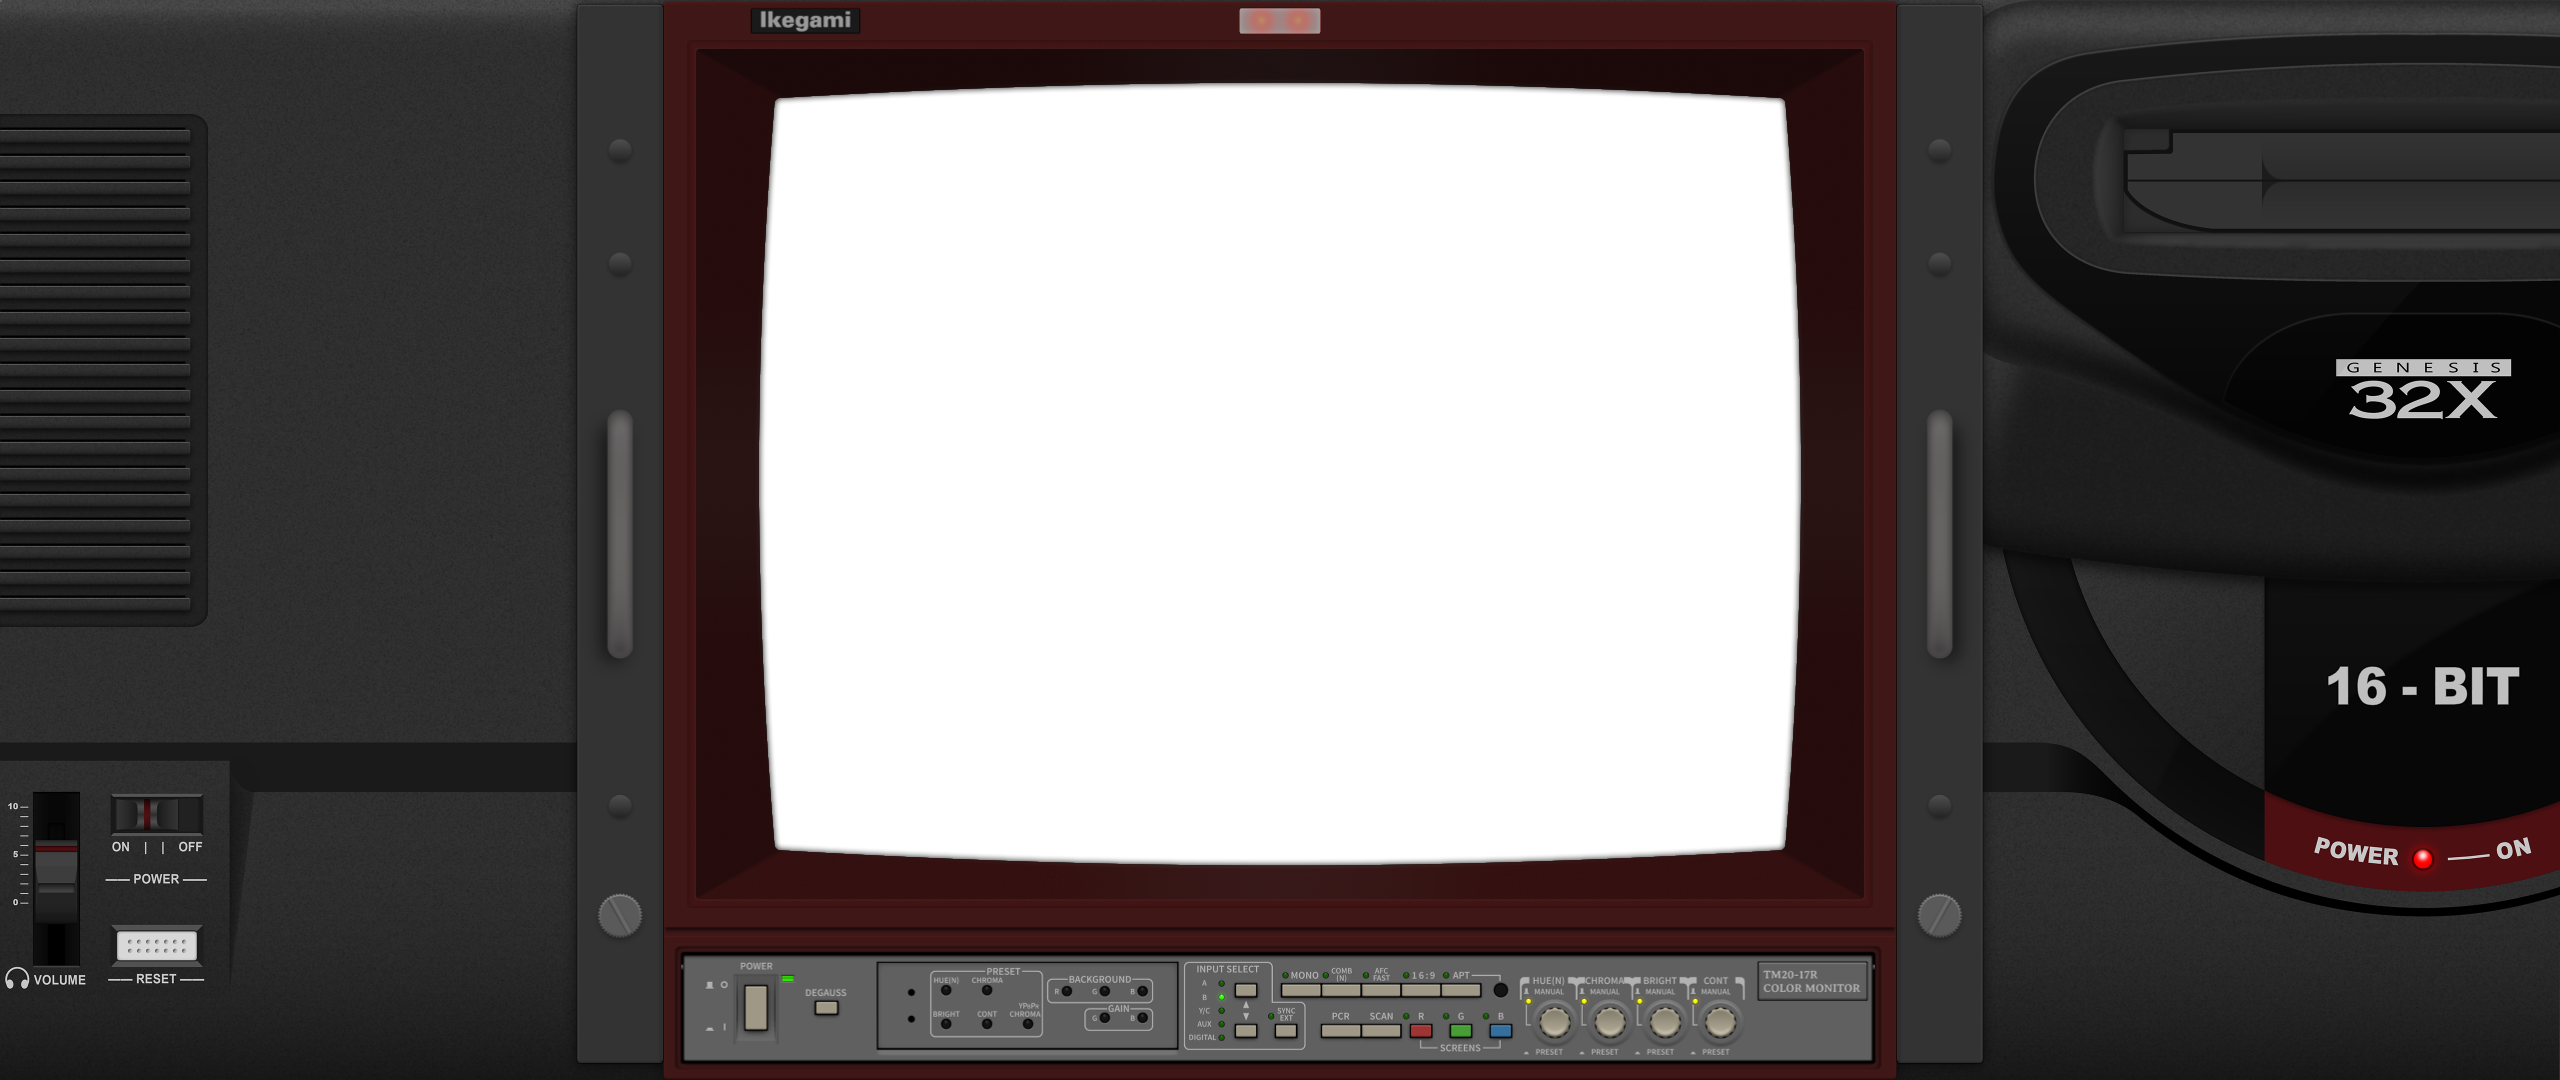 Ikegami
GENESIS
32X
16 - BIT
POWER
ON
10
5
0
ON | | OFF
POWER
RESET
VOLUME
POWER
DEGAUSS
PRESET
HUE(N)
CHROMA
BRIGHT
CONT
YPbPr
CHROMA
BACKGROUND
R
G
B
GAIN
G
B
INPUT SELECT
A
B
Y/C
AUX
DIGITAL
SYNC
EXT
MONO
COMB
(N)
AFC
FAST
16:9
APT
PCR
SCAN
R
G
B
SCREENS
HUE(N)
MANUAL
PRESET
CHROMA
MANUAL
PRESET
BRIGHT
MANUAL
PRESET
CONT
MANUAL
PRESET
TM20-17R
COLOR MONITOR